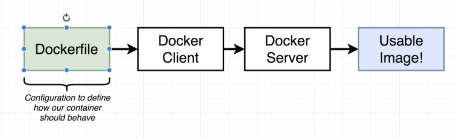 Dockerfile
Docker
Client
Docker
Server
Usable
Image!
Configuration to define
how our container
should behave